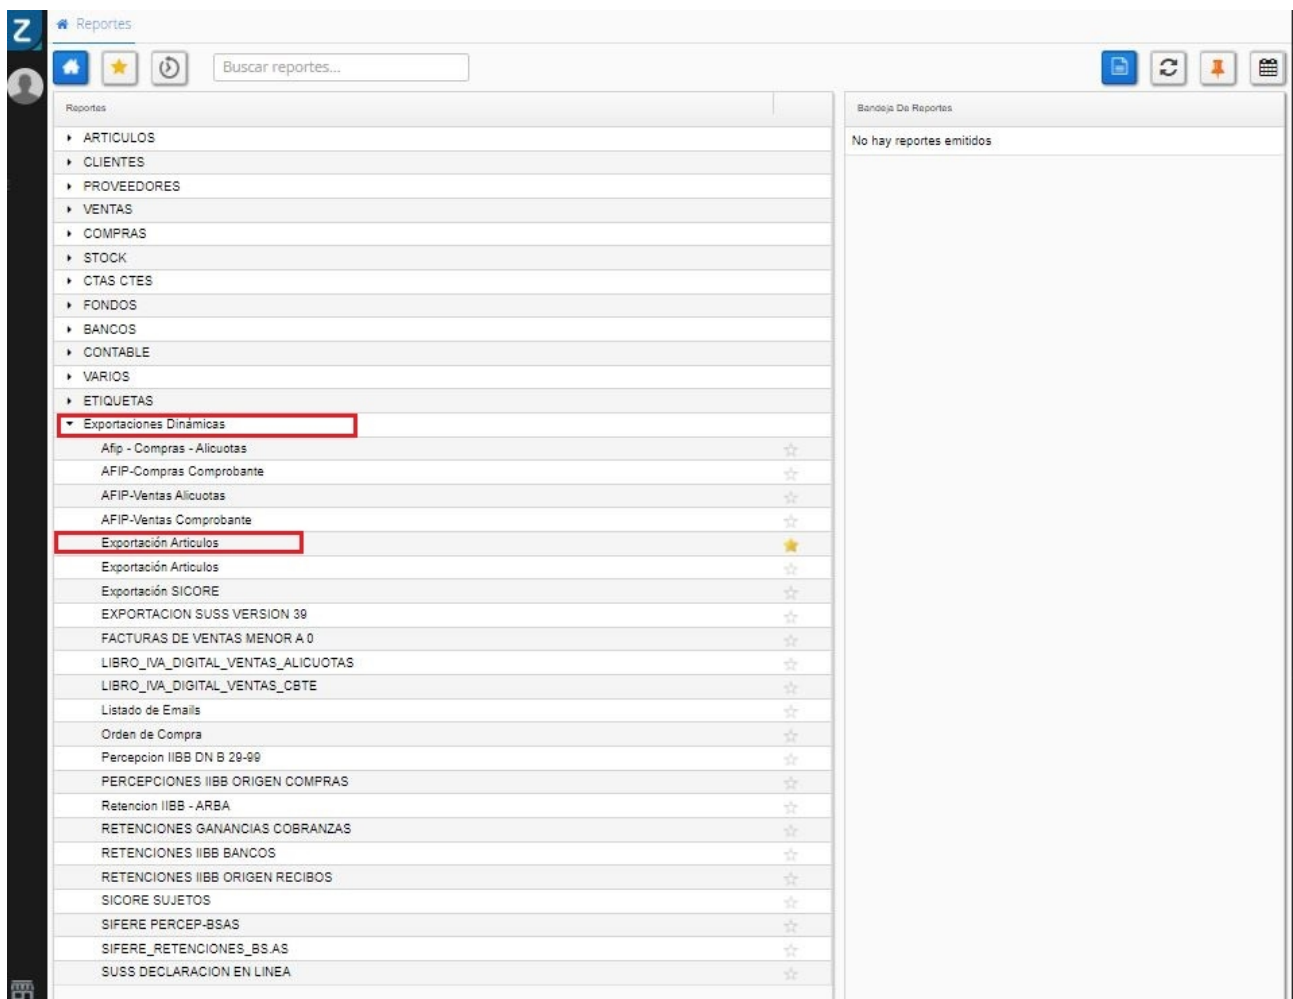 Z
Reportes
Buscar reportes...
Reportes
ARTICULOS
CLIENTES
PROVEEDORES
VENTAS
COMPRAS
STOCK
CTAS CTES
FONDOS
BANCOS
CONTABLE
VARIOS
ETIQUETAS
Exportaciones Dinámicas
Afip - Compras - Alicuotas
AFIP-Compras Comprobante
AFIP-Ventas Alicuotas
AFIP-Ventas Comprobante
Exportación Articulos
Exportación Articulos
Exportación SICORE
EXPORTACION SUSS VERSION 39
FACTURAS DE VENTAS MENOR A 0
LIBRO_IVA_DIGITAL_VENTAS_ALICUOTAS
LIBRO_IVA_DIGITAL_VENTAS_CBTE
Listado de Emails
Orden de Compra
Percepcion IIBB DN B 29-99
PERCEPCIONES IIBB ORIGEN COMPRAS
Retencion IIBB - ARBA
RETENCIONES GANANCIAS COBRANZAS
RETENCIONES IIBB BANCOS
RETENCIONES IIBB ORIGEN RECIBOS
SICORE SUJETOS
SIFERE PERCEP-BSAS
SIFERE_RETENCIONES_BS.AS
SUSS DECLARACION EN LINEA
Bandeja De Reportes
No hay reportes emitidos